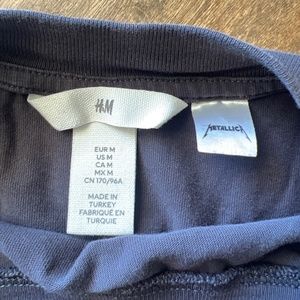 H&M
METALLICA
EUR M
US M
CA M
MX M
CN 170/96A
MADE IN
TURKEY
FABRIQUÉ EN
TURQUIE